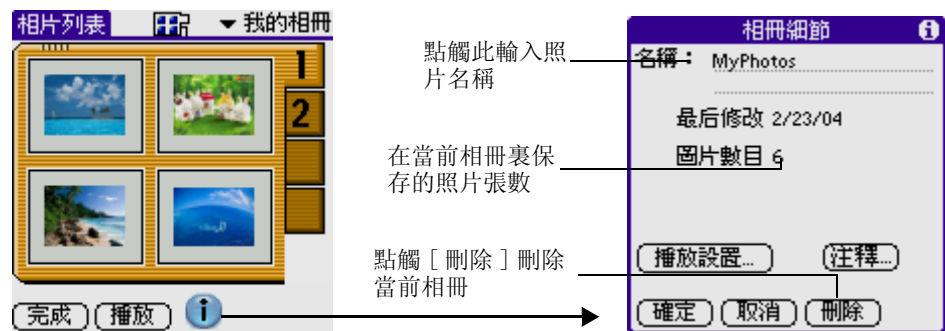 相片列表
▼ 我的相冊
1
2
完成
播放
i
點觸此輸入照
片名稱
在當前相冊裏保
存的照片張數
點觸［刪除］刪除
當前相冊
相冊細節
i
名稱： MyPhotos
最后修改 2/23/04
圖片數目 6
播放設置...
注釋...
確定
取消
刪除